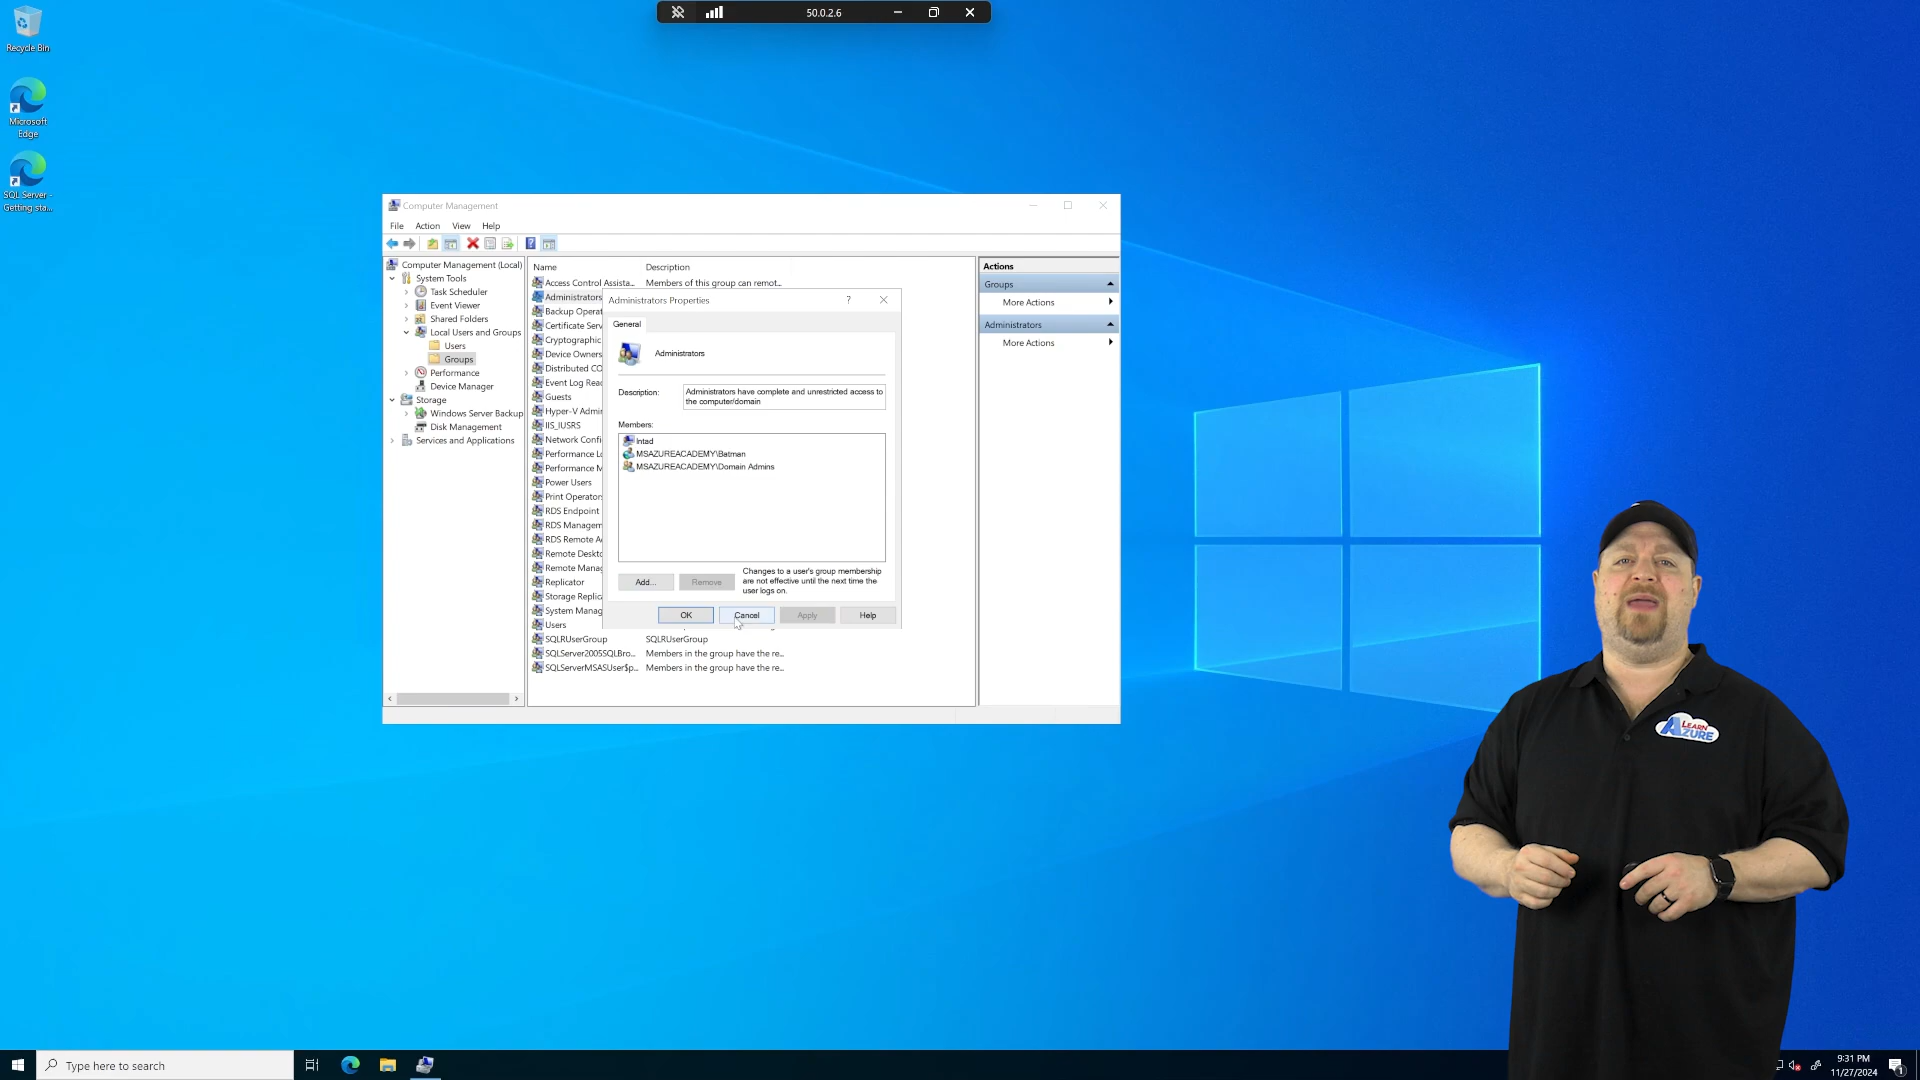 50.0.2.6
Recycle Bin
Microsoft
Edge
SQL Server -
Getting sta...
Computer Management
File Action View Help
Computer Management (Local)
System Tools
Task Scheduler
Event Viewer
Shared Folders
Local Users and Groups
Users
Groups
Performance
Device Manager
Storage
Windows Server Backup
Disk Management
Services and Applications
Name Description
Access Control Assista... Members of this group can remot...
Administrators
Backup Operat
Certificate Serv
Cryptographic
Device Owners
Distributed CO
Event Log Reac
Guests
Hyper-V Admir
IIS_IUSRS
Network Confi
Performance Lo
Performance M
Power Users
Print Operators
RDS Endpoint
RDS Managem
RDS Remote A
Remote Deskto
Remote Manag
Replicator
Storage Replic
System Manag
Users
SQLRUserGroup SQLRUserGroup
SQLServer2005SQLBro... Members in the group have the re...
SQLServerMSASUser$p... Members in the group have the re...
Administrators Properties ?
General
Administrators
Description: Administrators have complete and unrestricted access to
the computer/domain
Members:
MSAZUREACADEMY\Batman
MSAZUREACADEMY\Domain Admins
Add... Remove
Changes to a user's group membership
are not effective until the next time the
user logs on.
OK Cancel Apply Help
Actions
Groups
More Actions
Administrators
More Actions
LEARN
AZURE
Type here to search
9:31 PM
11/27/2024
1